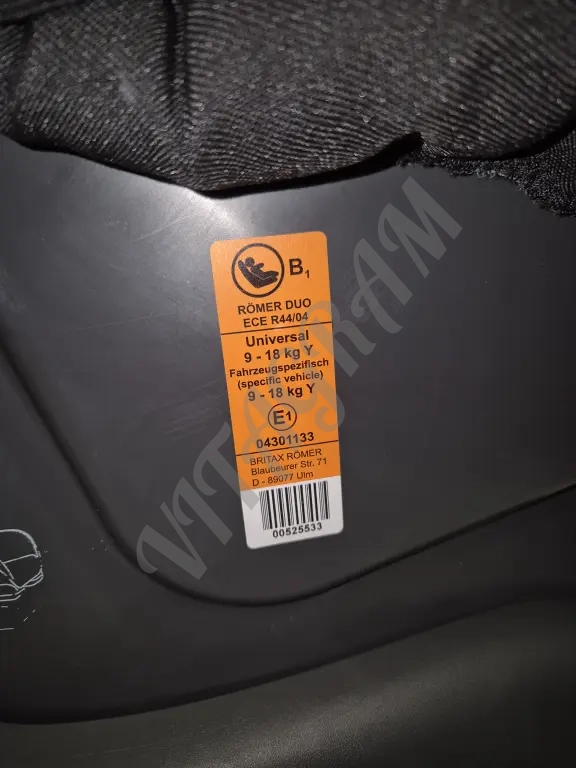 B1
RÖMER DUO
ECE R44/04
Universal
9 - 18 kg Y
Fahrzeugspezifisch
(specific vehicle)
9 - 18 kg Y
E1
04301133
BRITAX RÖMER
Blaubeurer Str. 71
D - 89077 Ulm
00525533
VITAGRAM